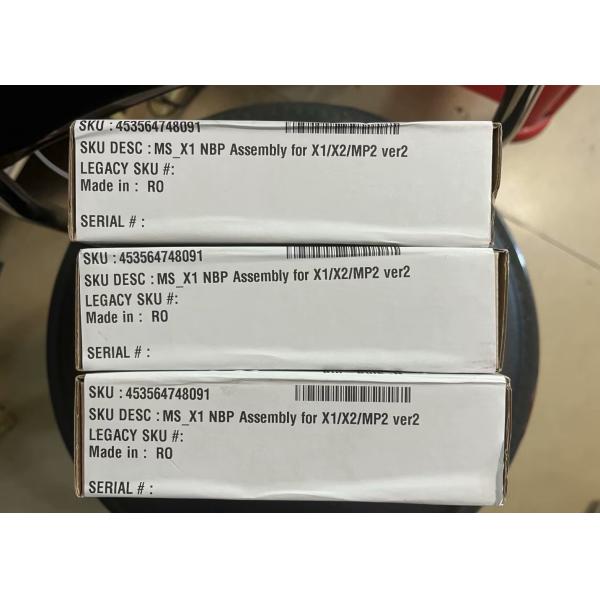 SKU : 453564748091
SKU DESC : MS_X1 NBP Assembly for X1/X2/MP2 ver2
LEGACY SKU #:
Made in : RO
SERIAL # :
SKU : 453564748091
SKU DESC : MS_X1 NBP Assembly for X1/X2/MP2 ver2
LEGACY SKU #:
Made in : RO
SERIAL # :
SKU : 453564748091
SKU DESC : MS_X1 NBP Assembly for X1/X2/MP2 ver2
LEGACY SKU #:
Made in : RO
SERIAL # :